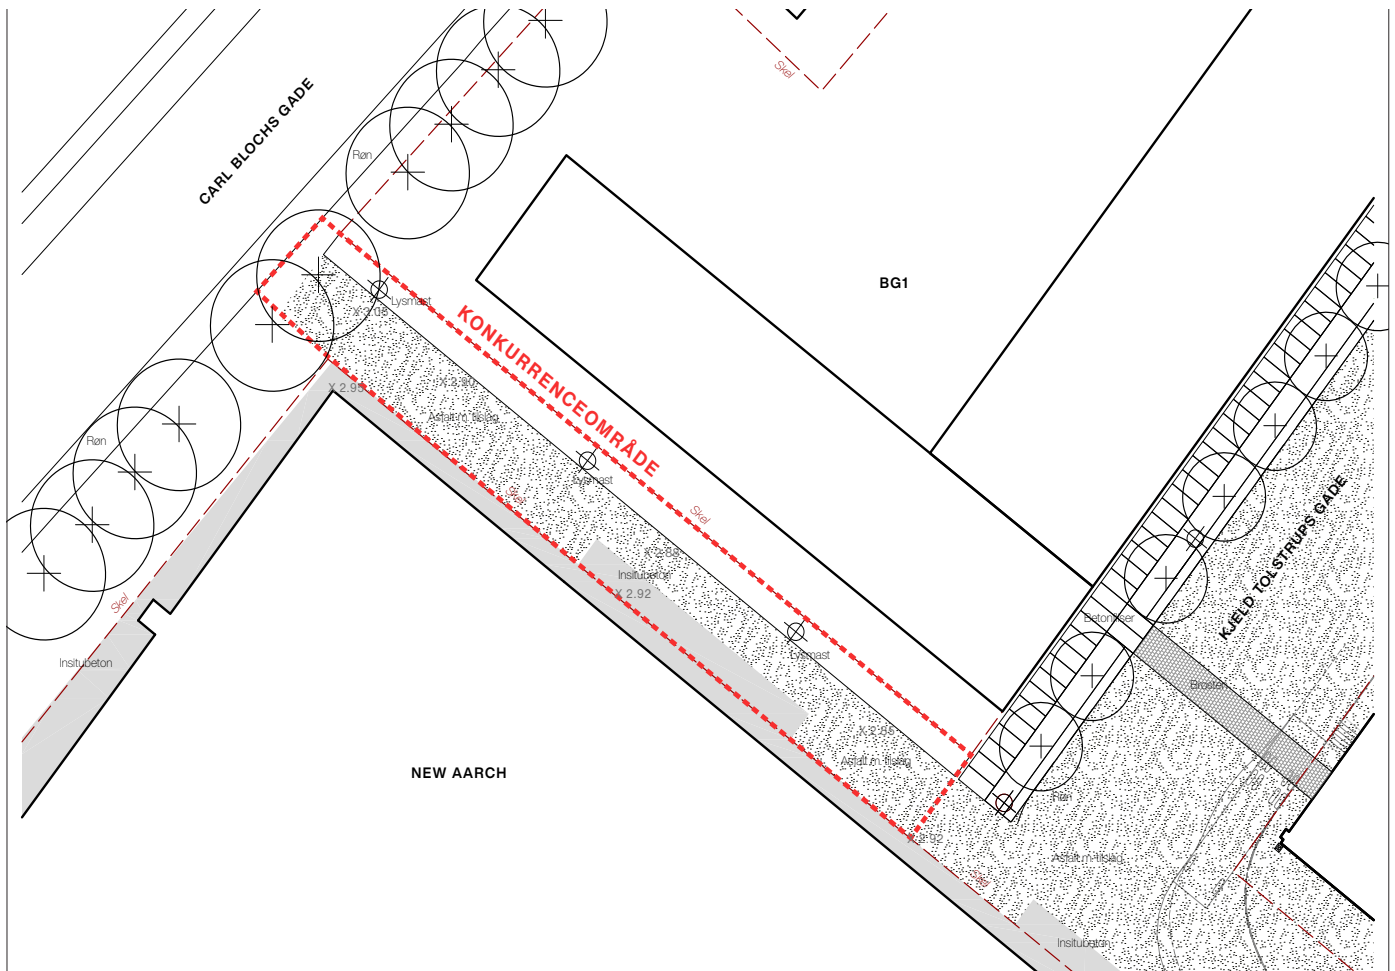 Skel
CARL BLOCHS GADE
Røn
BG1
Lysmast
X 3.08
KONKURRENCEOMRÅDE
X 2.95
X 2.90
Asfalt m. tilslag
Røn
Lysmast
Skel
Skel
X 2.88
Insitubeton
X 2.92
KJELD TOLSTRUPS GADE
Skel
Betonfliser
Insitubeton
Lysmast
Brosten
X 2.85
Asfalt m. tilslag
NEW AARCH
Røn
X 2.92
Asfalt m. tilslag
Skel
Insitubeton